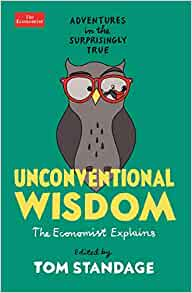 The
Economist
ADVENTURES
in the
SURPRISINGLY
TRUE
UNCONVENTIONAL
WISDOM
The Economist Explains
Edited by
TOM STANDAGE